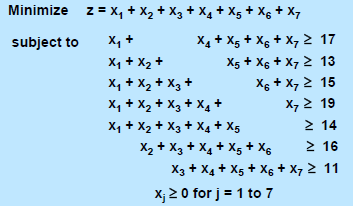 Minimize z = x₁ + x₂ + x₃ + x₄ + x₅ + x₆ + x₇
subject to x₁ + x₄ + x₅ + x₆ + x₇ ≥ 17
x₁ + x₂ + x₅ + x₆ + x₇ ≥ 13
x₁ + x₂ + x₃ + x₆ + x₇ ≥ 15
x₁ + x₂ + x₃ + x₄ + x₇ ≥ 19
x₁ + x₂ + x₃ + x₄ + x₅ ≥ 14
x₂ + x₃ + x₄ + x₅ + x₆ ≥ 16
x₃ + x₄ + x₅ + x₆ + x₇ ≥ 11
xⱼ ≥ 0 for j = 1 to 7